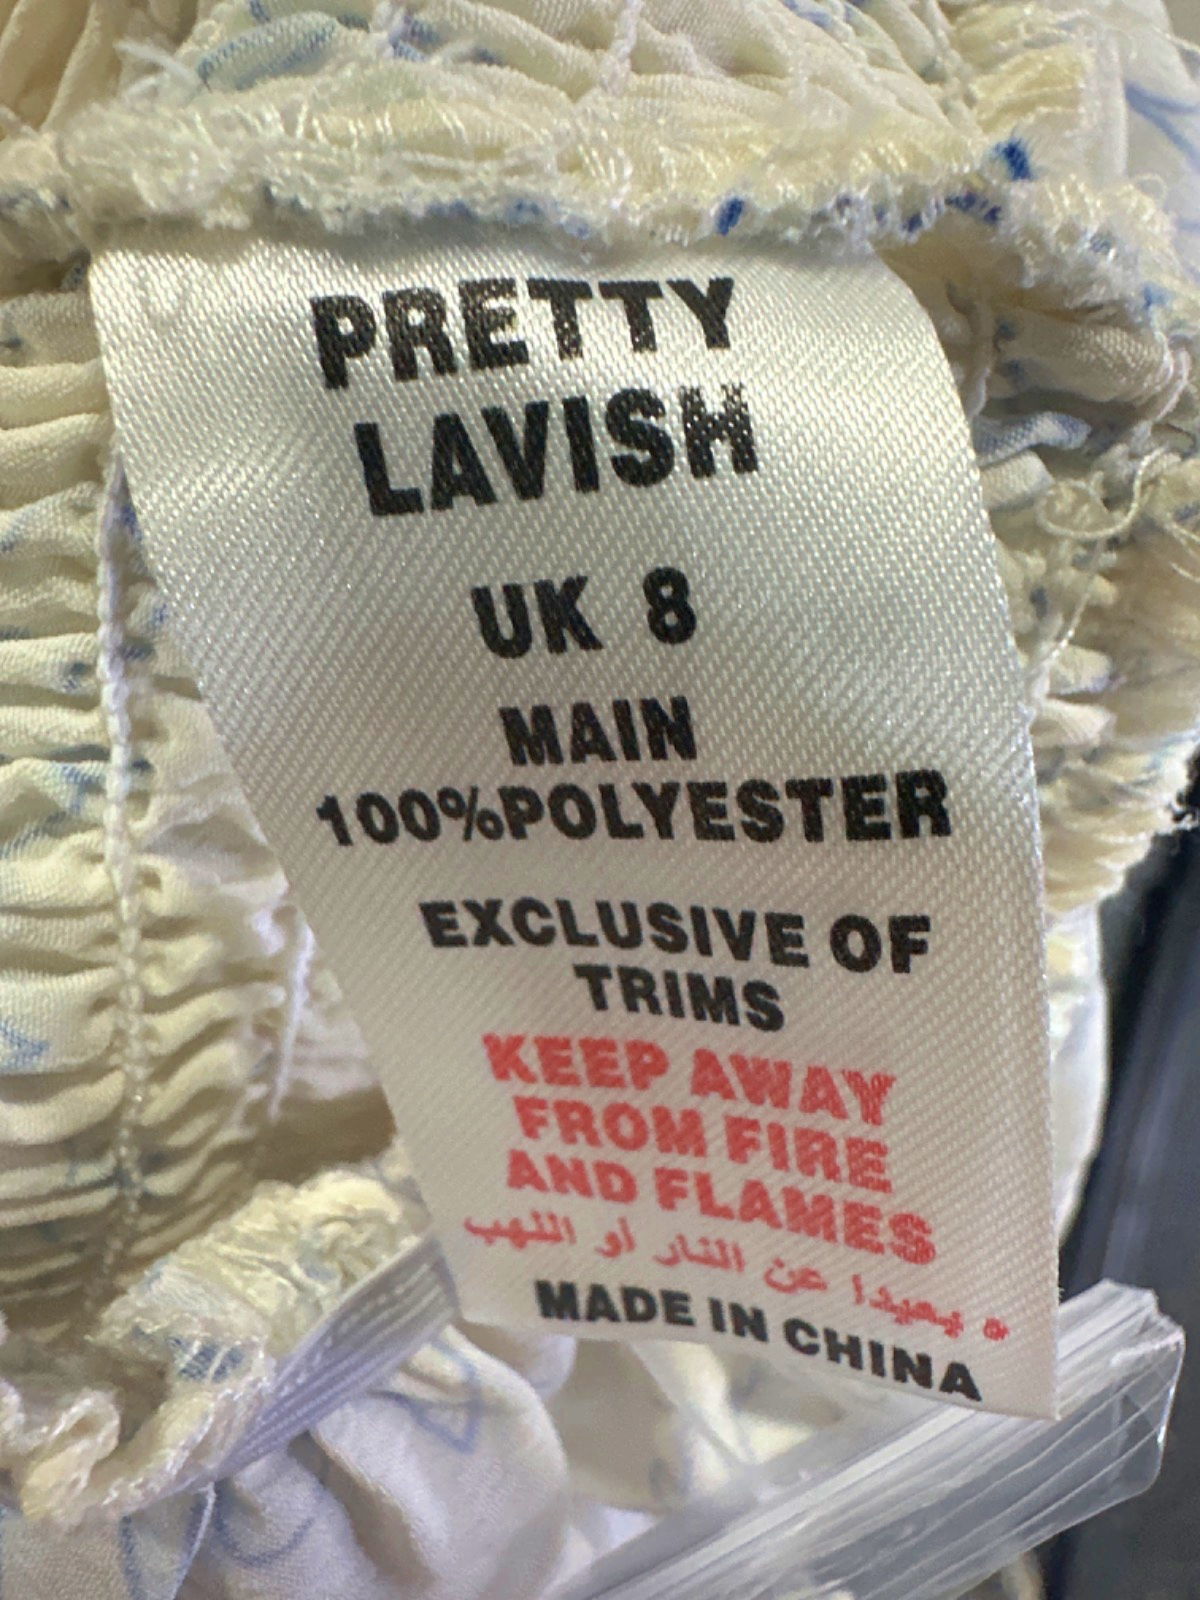 PRETTY
LAVISH
UK 8
MAIN
100%POLYESTER
EXCLUSIVE OF
TRIMS
KEEP AWAY
FROM FIRE
AND FLAMES
بعيدا عن النار أو اللهب
MADE IN CHINA